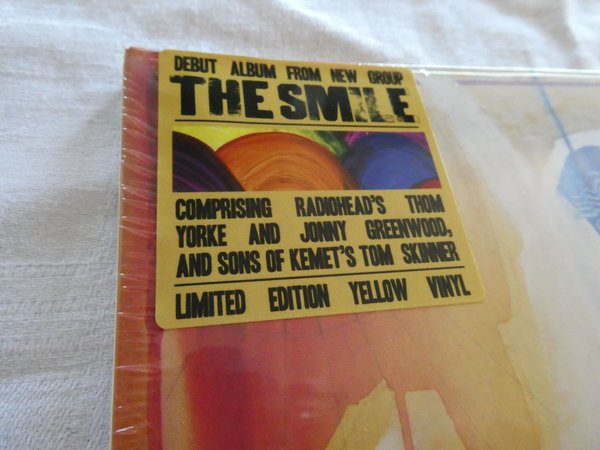 DEBUT ALBUM FROM NEW GROUP
THE SMILE
COMPRISING RADIOHEAD'S THOM
YORKE AND JONNY GREENWOOD,
AND SONS OF KEMET'S TOM SKINNER
LIMITED EDITION YELLOW VINYL